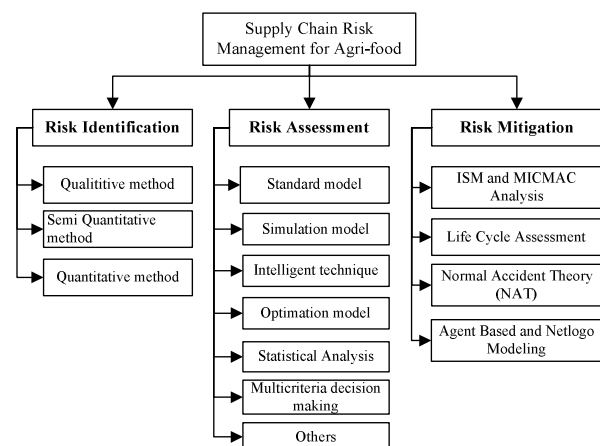 Supply Chain Risk
Management for Agri-food
Risk Identification
Qualititive method
Semi Quantitative
method
Quantitative method
Risk Assessment
Standard model
Simulation model
Intelligent technique
Optimation model
Statistical Analysis
Multicriteria decision
making
Others
Risk Mitigation
ISM and MICMAC
Analysis
Life Cycle Assessment
Normal Accident Theory
(NAT)
Agent Based and Netlogo
Modeling